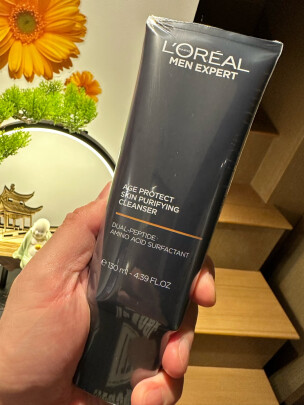 L'ORÉAL
MEN EXPERT
AGE PROTECT
SKIN PURIFYING
CLEANSER
DUAL-PEPTIDE
AMINO ACID SURFACTANT
e 130 ml - 4.39 FL.OZ